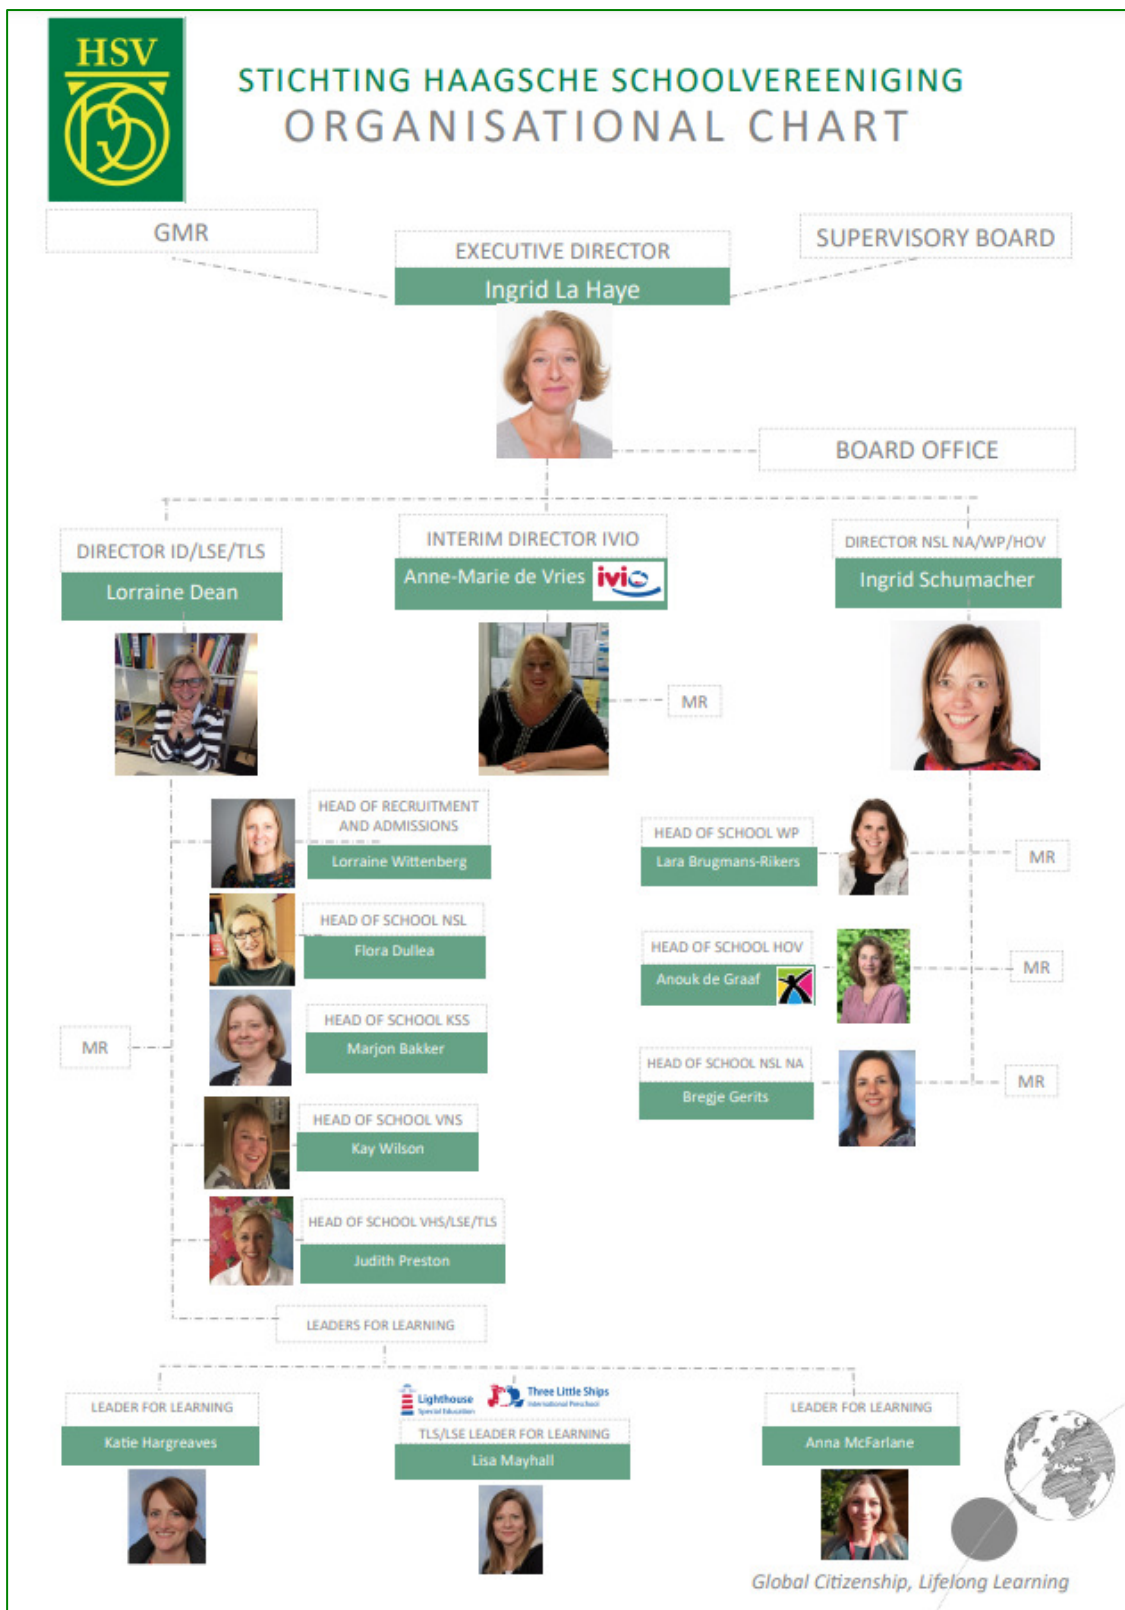 HSV
STICHTING HAAGSCHE SCHOOLVEREENIGING
ORGANISATIONAL CHART
GMR
EXECUTIVE DIRECTOR
Ingrid La Haye
SUPERVISORY BOARD
BOARD OFFICE
DIRECTOR ID/LSE/TLS
Lorraine Dean
INTERIM DIRECTOR IVIO
Anne-Marie de Vries
ivio
DIRECTOR NSL NA/WP/HOV
Ingrid Schumacher
MR
HEAD OF RECRUITMENT
AND ADMISSIONS
Lorraine Wittenberg
HEAD OF SCHOOL NSL
Flora Dullea
HEAD OF SCHOOL KSS
Marjon Bakker
MR
HEAD OF SCHOOL VNS
Kay Wilson
HEAD OF SCHOOL VHS/LSE/TLS
Judith Preston
HEAD OF SCHOOL WP
Lara Brugmans-Rikers
MR
HEAD OF SCHOOL HOV
Anouk de Graaf
MR
HEAD OF SCHOOL NSL NA
Bregje Gerits
MR
LEADERS FOR LEARNING
LEADER FOR LEARNING
Katie Hargreaves
Lighthouse
Special Education
Three Little Ships
International Preschool
TLS/LSE LEADER FOR LEARNING
Lisa Mayhall
LEADER FOR LEARNING
Anna McFarlane
Global Citizenship, Lifelong Learning